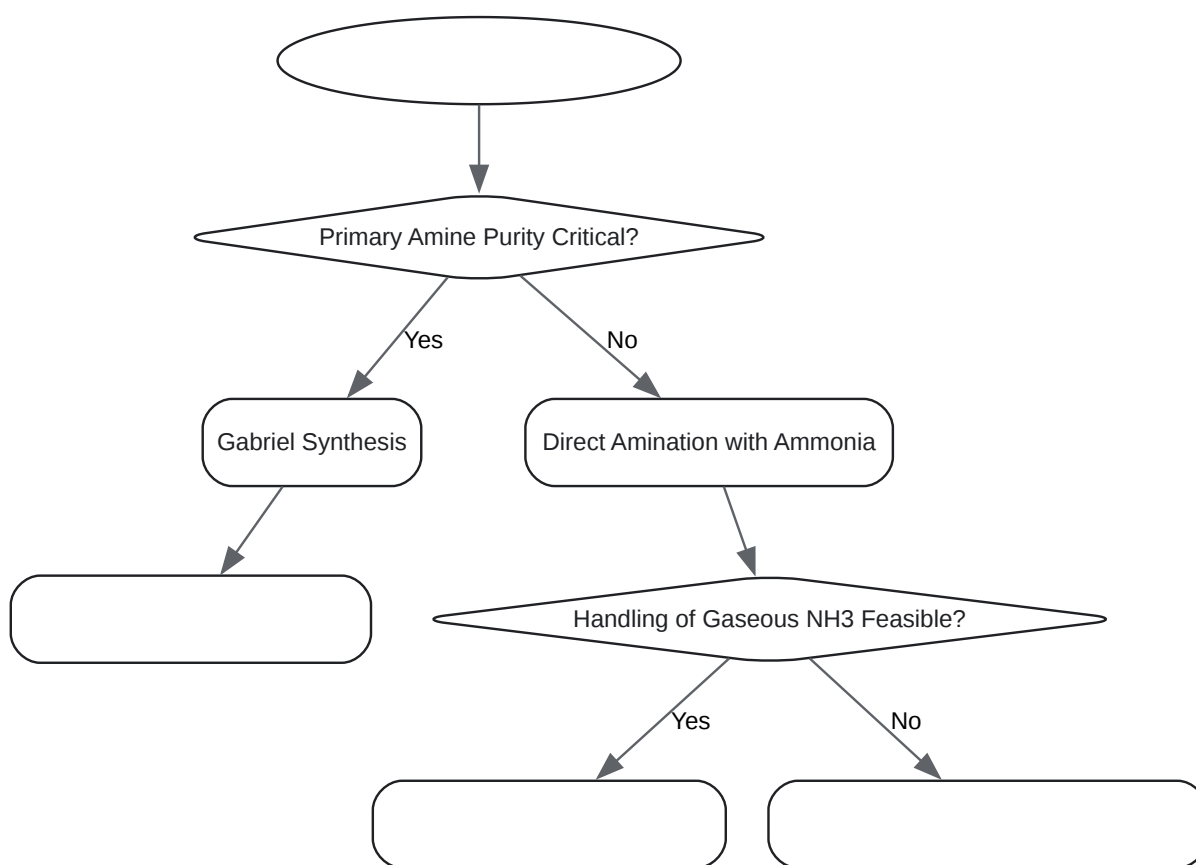 Primary Amine Purity Critical?
Yes
No
Gabriel Synthesis
Direct Amination with Ammonia
Handling of Gaseous NH3 Feasible?
Yes
No